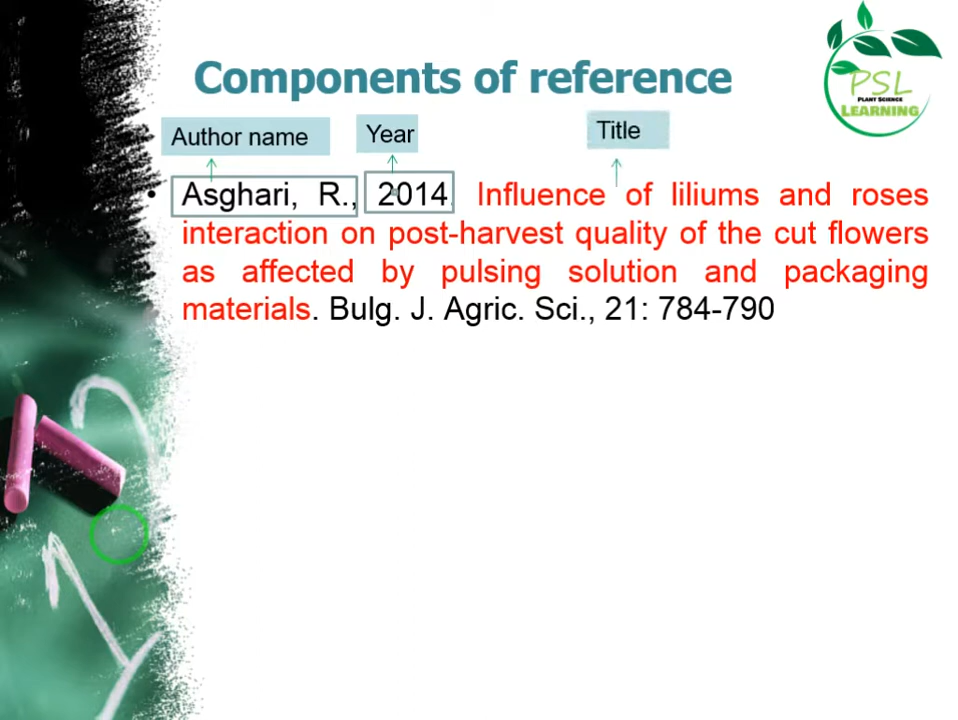 Components of reference
PSL
PLANT SCIENCE
LEARNING
Author name
Year
Title
• Asghari, R., 2014. Influence of liliums and roses
interaction on post-harvest quality of the cut flowers
as affected by pulsing solution and packaging
materials. Bulg. J. Agric. Sci., 21: 784-790